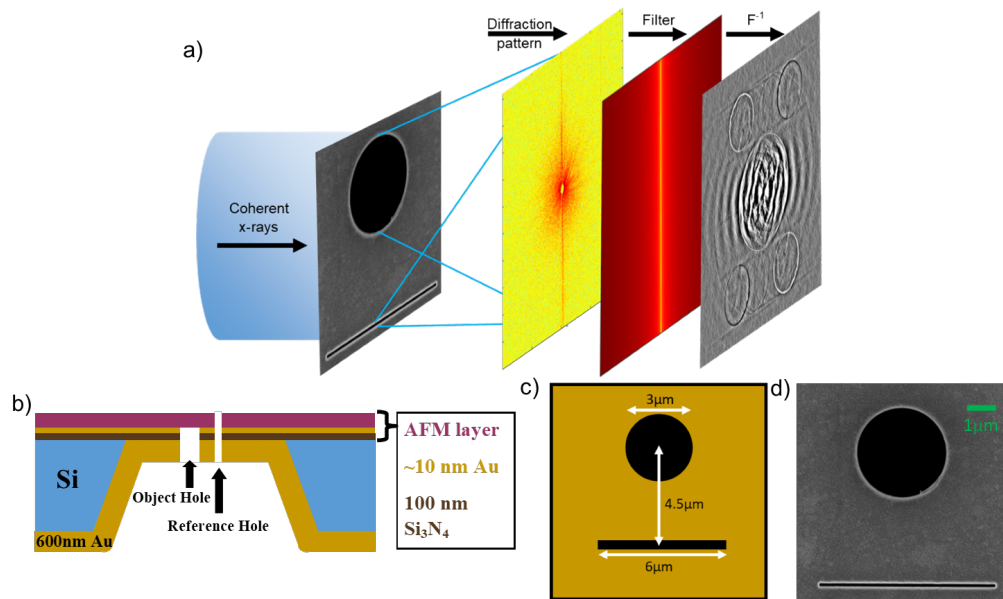 a)
Diffraction
pattern
Filter
F⁻¹
Coherent
x-rays
b)
Si
600nm Au
Object Hole
Reference Hole
AFM layer
~10 nm Au
100 nm
Si₃N₄
c)
3μm
4.5μm
6μm
d)
1μm